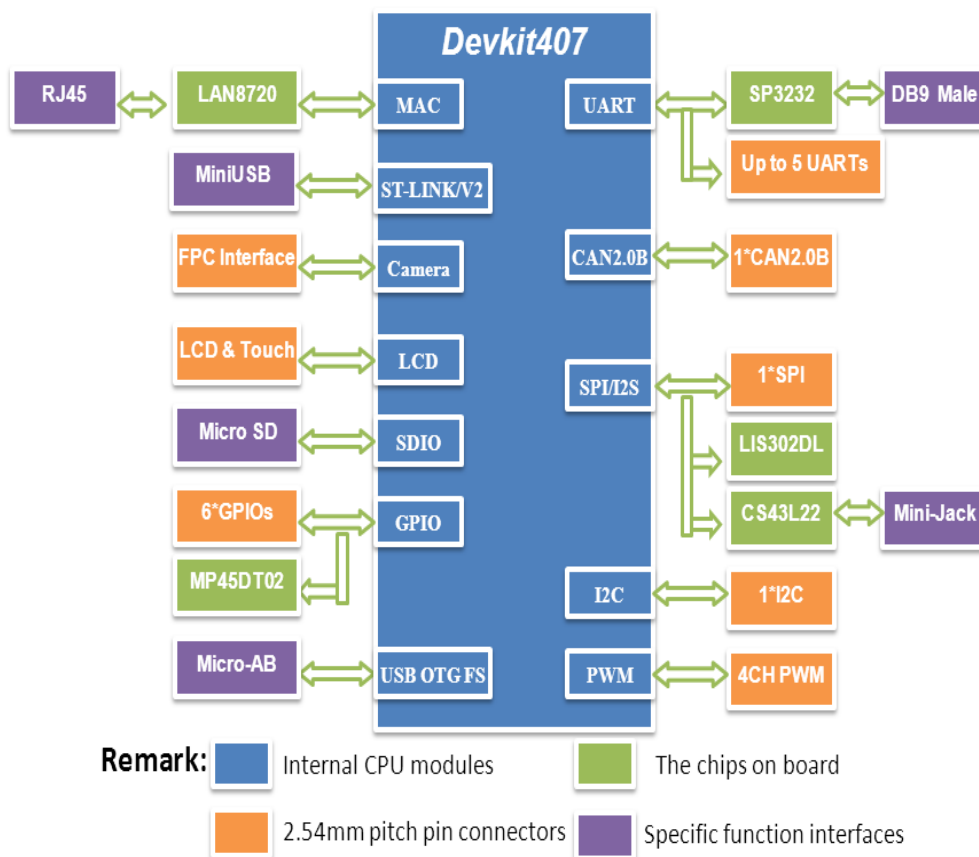 Devkit407
RJ45
LAN8720
MAC
UART
SP3232
DB9 Male
Up to 5 UARTs
MiniUSB
ST-LINK/V2
FPC Interface
Camera
CAN2.0B
1*CAN2.0B
LCD & Touch
LCD
SPI/I2S
1*SPI
Micro SD
SDIO
LIS302DL
6*GPIOs
GPIO
CS43L22
Mini-Jack
MP45DT02
I2C
1*I2C
Micro-AB
USB OTG FS
PWM
4CH PWM
Remark:
Internal CPU modules
The chips on board
2.54mm pitch pin connectors
Specific function interfaces